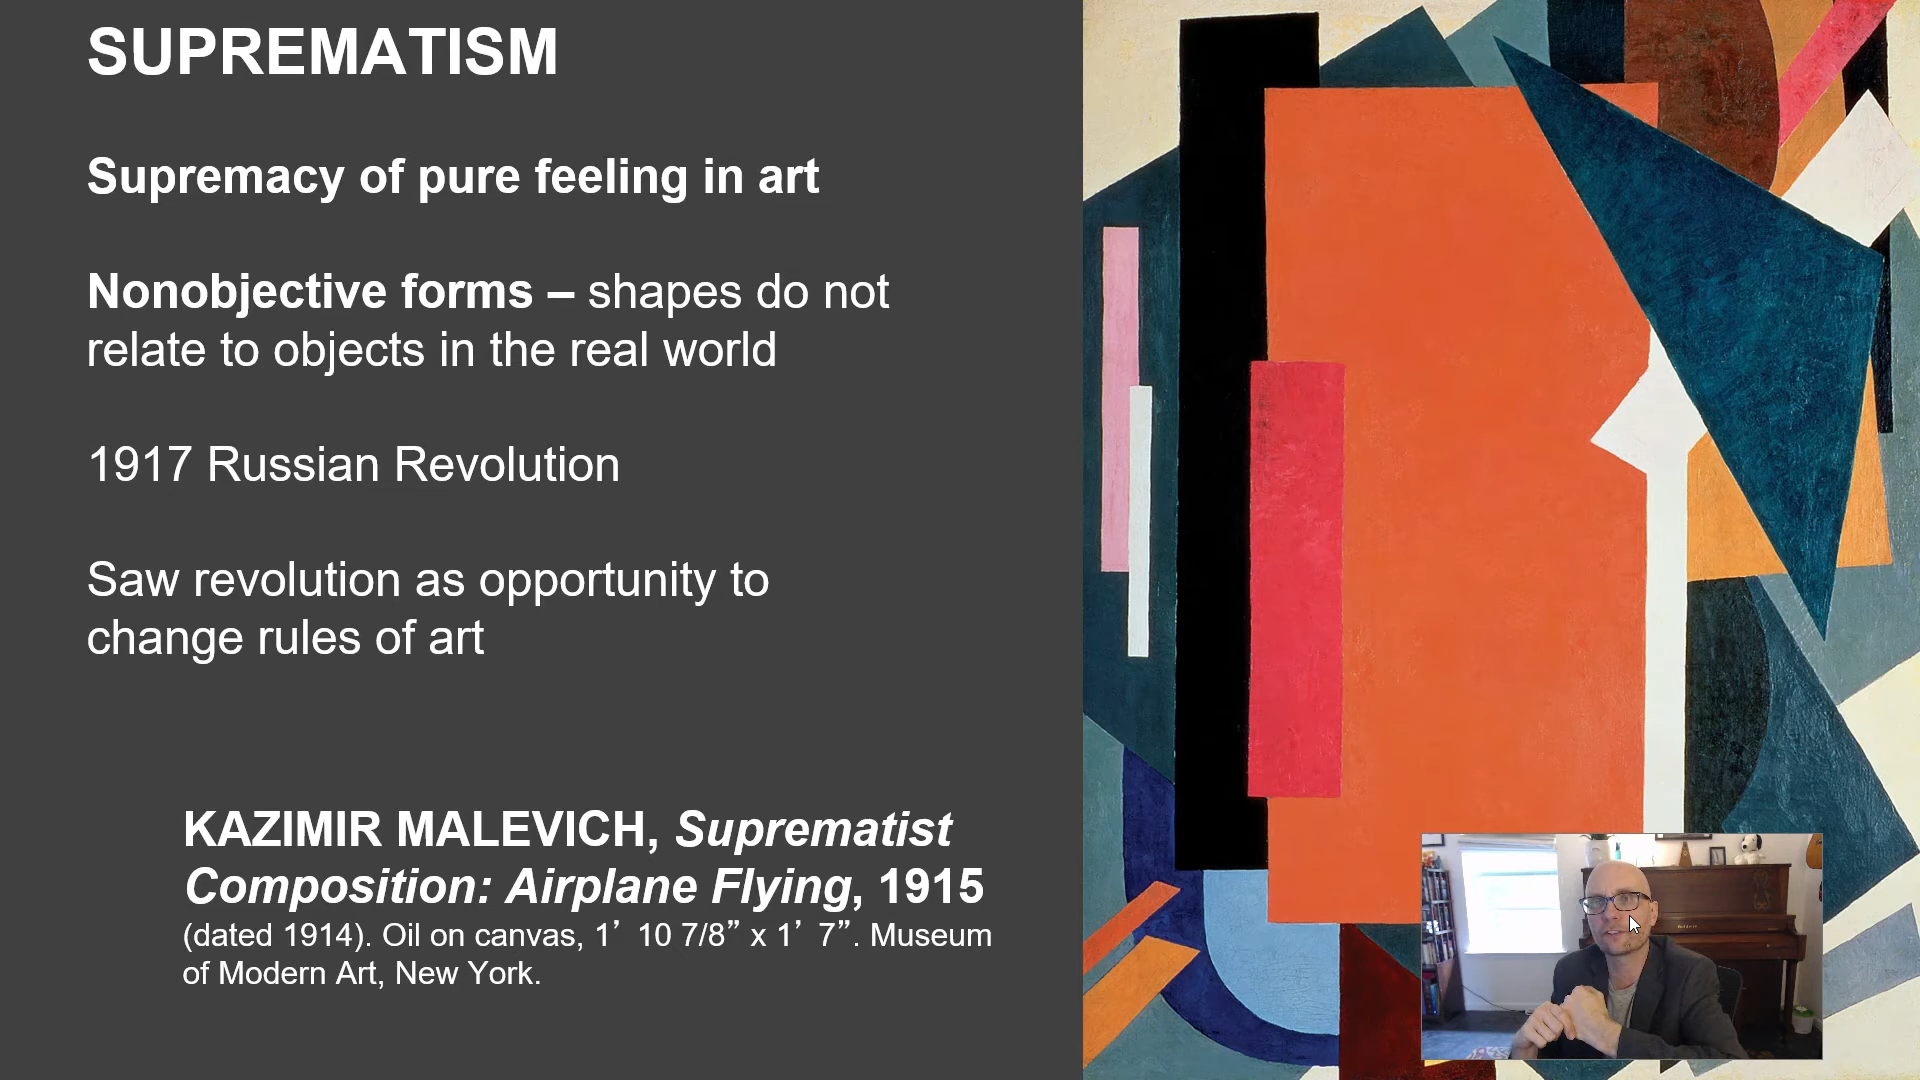 SUPREMATISM
Supremacy of pure feeling in art
Nonobjective forms – shapes do not
relate to objects in the real world
1917 Russian Revolution
Saw revolution as opportunity to
change rules of art
KAZIMIR MALEVICH, Suprematist
Composition: Airplane Flying, 1915
(dated 1914). Oil on canvas, 1’ 10 7/8” x 1’ 7”. Museum
of Modern Art, New York.